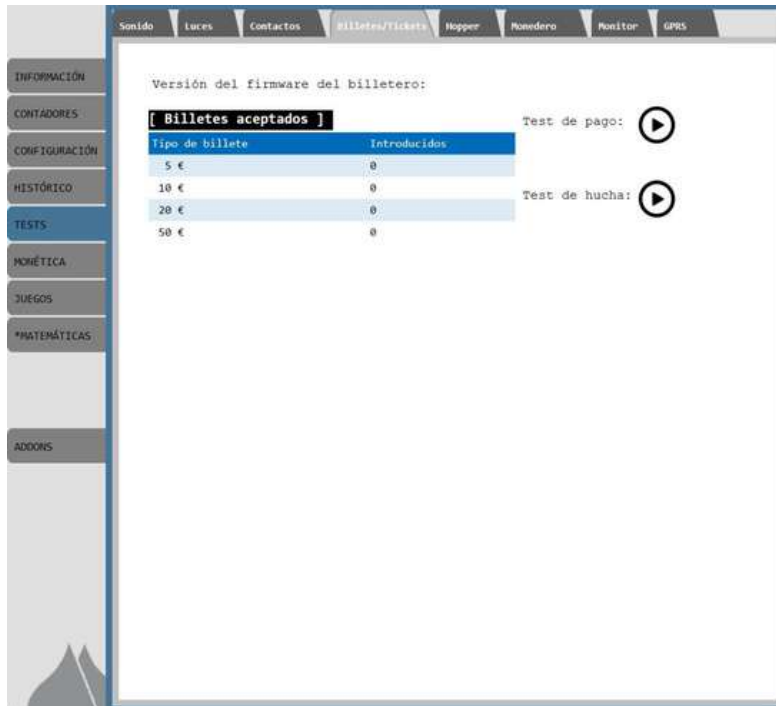 Sonido Luces Contactos Billetes/Tickets Hopper Monedero Monitor GPRS
INFORMACIÓN
CONTADORES
CONFIGURACIÓN
HISTÓRICO
TESTS
MONÉTICA
JUEGOS
*MATEMÁTICAS
ADDONS
Versión del firmware del billetero:
[ Billetes aceptados ]
Tipo de billete Introducidos
5 € 0
10 € 0
20 € 0
50 € 0
Test de pago:
Test de hucha: